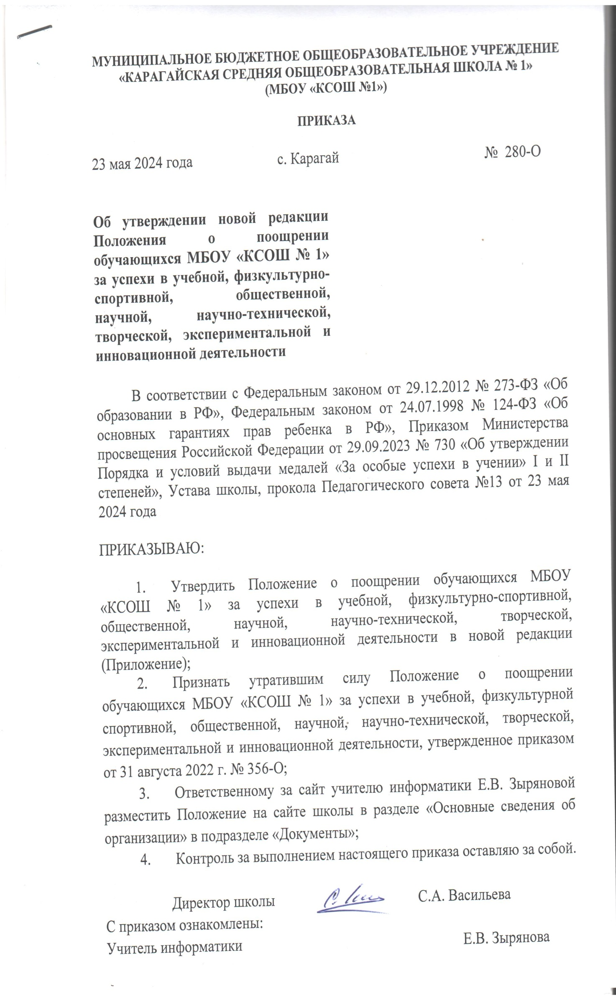 МУНИЦИПАЛЬНОЕ БЮДЖЕТНОЕ ОБЩЕОБРАЗОВАТЕЛЬНОЕ УЧРЕЖДЕНИЕ
«КАРАГАЙСКАЯ СРЕДНЯЯ ОБЩЕОБРАЗОВАТЕЛЬНАЯ ШКОЛА № 1»
(МБОУ «КСОШ №1»)
ПРИКАЗА
23 мая 2024 года с. Карагай № 280-О
Об утверждении новой редакции
Положения о поощрении
обучающихся МБОУ «КСОШ № 1»
за успехи в учебной, физкультурно-
спортивной, общественной,
научной, научно-технической,
творческой, экспериментальной и
инновационной деятельности
В соответствии с Федеральным законом от 29.12.2012 № 273-ФЗ «Об
образовании в РФ», Федеральным законом от 24.07.1998 № 124-ФЗ «Об
основных гарантиях прав ребенка в РФ», Приказом Министерства
просвещения Российской Федерации от 29.09.2023 № 730 «Об утверждении
Порядка и условий выдачи медалей «За особые успехи в учении» I и II
степеней», Устава школы, прокола Педагогического совета №13 от 23 мая
2024 года
ПРИКАЗЫВАЮ:
1. Утвердить Положение о поощрении обучающихся МБОУ
«КСОШ № 1» за успехи в учебной, физкультурно-спортивной,
общественной, научной, научно-технической, творческой,
экспериментальной и инновационной деятельности в новой редакции
(Приложение);
2. Признать утратившим силу Положение о поощрении
обучающихся МБОУ «КСОШ № 1» за успехи в учебной, физкультурной
спортивной, общественной, научной, научно-технической, творческой,
экспериментальной и инновационной деятельности, утвержденное приказом
от 31 августа 2022 г. № 356-О;
3. Ответственному за сайт учителю информатики Е.В. Зыряновой
разместить Положение на сайте школы в разделе «Основные сведения об
организации» в подразделе «Документы»;
4. Контроль за выполнением настоящего приказа оставляю за собой.
Директор школы С.А. Васильева
С приказом ознакомлены:
Учитель информатики Е.В. Зырянова